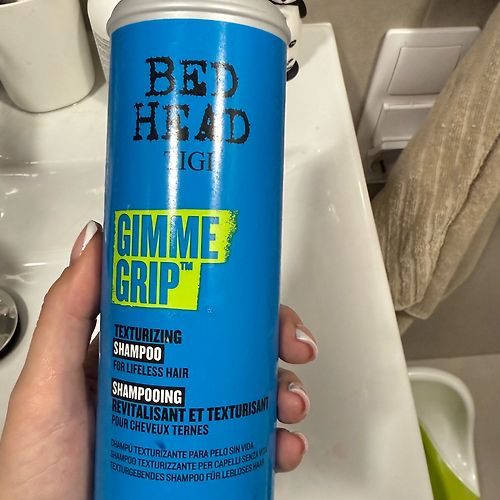 BED
HEAD
TIGI
GIMME
GRIP™
TEXTURIZING
SHAMPOO
FOR LIFELESS HAIR
SHAMPOOING
REVITALISANT ET TEXTURISANT
POUR CHEVEUX TERNES
CHAMPÚ TEXTURIZANTE PARA PELO SIN VIDA
SHAMPOO TEXTURIZZANTE PER CAPELLI SENZA VITA
TEXTURGEBENDES SHAMPOO FÜR LEBLOSES HAAR